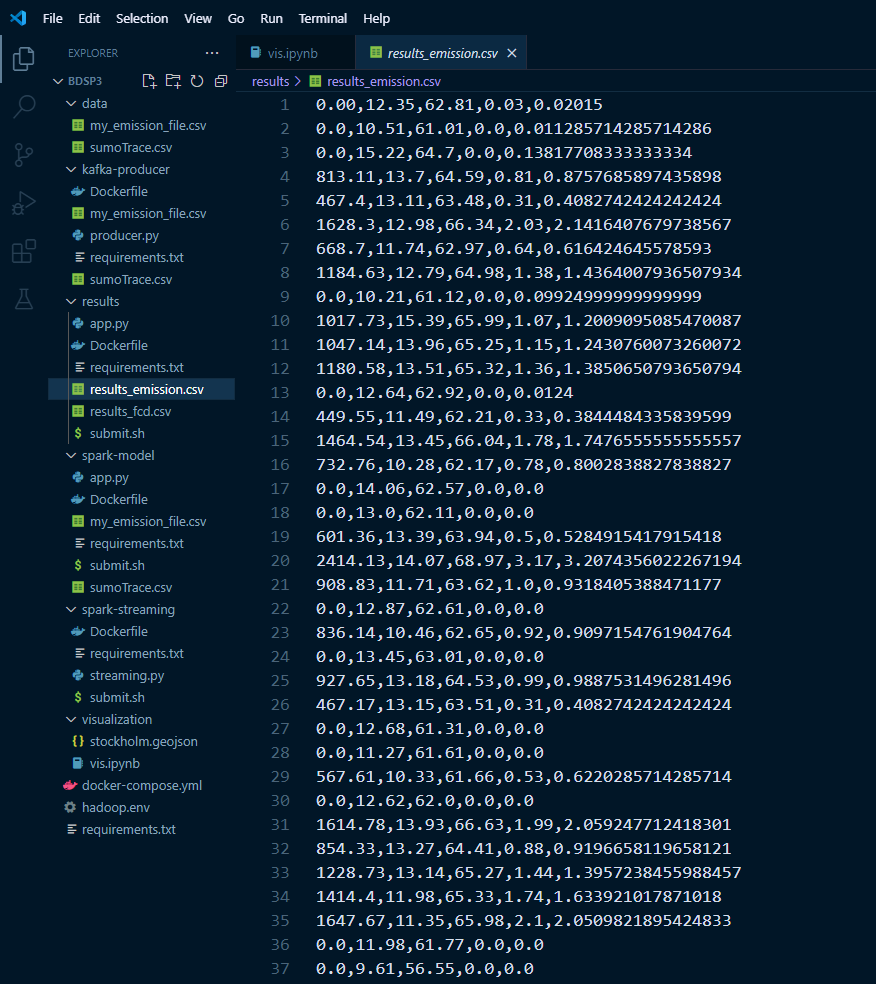 File Edit Selection View Go Run Terminal Help
EXPLORER ...
vis.ipynb
results_emission.csv
BDSP3
results > results_emission.csv
data
my_emission_file.csv
sumoTrace.csv
kafka-producer
Dockerfile
my_emission_file.csv
producer.py
requirements.txt
sumoTrace.csv
results
app.py
Dockerfile
requirements.txt
results_emission.csv
results_fcd.csv
submit.sh
spark-model
app.py
Dockerfile
my_emission_file.csv
requirements.txt
submit.sh
sumoTrace.csv
spark-streaming
Dockerfile
requirements.txt
streaming.py
submit.sh
visualization
stockholm.geojson
vis.ipynb
docker-compose.yml
hadoop.env
requirements.txt
1 0.00,12.35,62.81,0.03,0.02015
2 0.0,10.51,61.01,0.0,0.011285714285714286
3 0.0,15.22,64.7,0.0,0.13817708333333334
4 813.11,13.7,64.59,0.81,0.8757685897435898
5 467.4,13.11,63.48,0.31,0.4082742424242424
6 1628.3,12.98,66.34,2.03,2.1416407679738567
7 668.7,11.74,62.97,0.64,0.616424645578593
8 1184.63,12.79,64.98,1.38,1.4364007936507934
9 0.0,10.21,61.12,0.0,0.09924999999999999
10 1017.73,15.39,65.99,1.07,1.2009095085470087
11 1047.14,13.96,65.25,1.15,1.2430760073260072
12 1180.58,13.51,65.32,1.36,1.3850650793650794
13 0.0,12.64,62.92,0.0,0.0124
14 449.55,11.49,62.21,0.33,0.3844484335839599
15 1464.54,13.45,66.04,1.78,1.7476555555555557
16 732.76,10.28,62.17,0.78,0.8002838827838827
17 0.0,14.06,62.57,0.0,0.0
18 0.0,13.0,62.11,0.0,0.0
19 601.36,13.39,63.94,0.5,0.5284915417915418
20 2414.13,14.07,68.97,3.17,3.2074356022267194
21 908.83,11.71,63.62,1.0,0.9318405388471177
22 0.0,12.87,62.61,0.0,0.0
23 836.14,10.46,62.65,0.92,0.9097154761904764
24 0.0,13.45,63.01,0.0,0.0
25 927.65,13.18,64.53,0.99,0.9887531496281496
26 467.17,13.15,63.51,0.31,0.4082742424242424
27 0.0,12.68,61.31,0.0,0.0
28 0.0,11.27,61.61,0.0,0.0
29 567.61,10.33,61.66,0.53,0.6220285714285714
30 0.0,12.62,62.0,0.0,0.0
31 1614.78,13.93,66.63,1.99,2.059247712418301
32 854.33,13.27,64.41,0.88,0.9196658119658121
33 1228.73,13.14,65.27,1.44,1.3957238455988457
34 1414.4,11.98,65.33,1.74,1.633921017871018
35 1647.67,11.35,65.98,2.1,2.0509821895424833
36 0.0,11.98,61.77,0.0,0.0
37 0.0,9.61,56.55,0.0,0.0